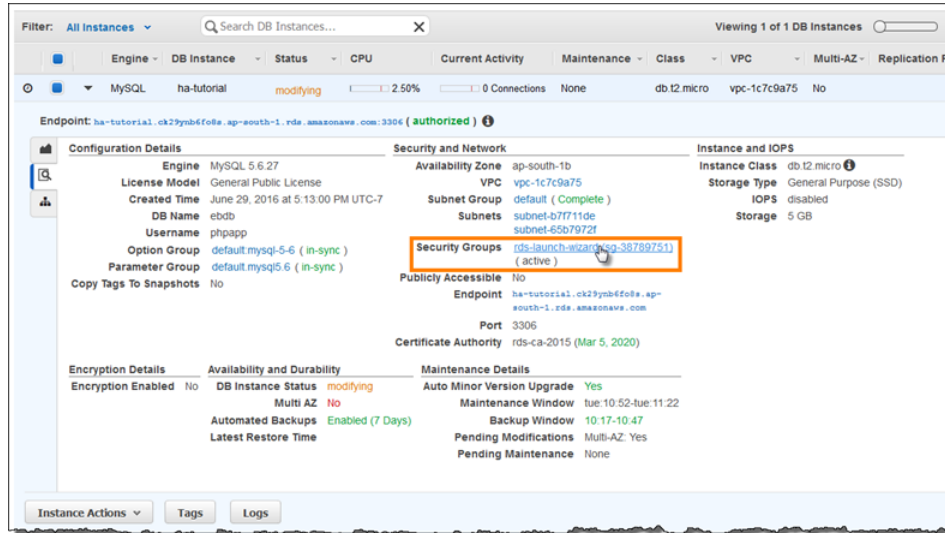 Filter: All Instances Search DB Instances... Viewing 1 of 1 DB Instances
Engine DB Instance Status CPU Current Activity Maintenance Class VPC Multi-AZ Replication
MySQL ha-tutorial modifying 2.50% 0 Connections None db.t2.micro vpc-1c7c9a75 No
Endpoint: ha-tutorial.ck29ynb6fo8s.ap-south-1.rds.amazonaws.com:3306 ( authorized )
Configuration Details
Engine MySQL 5.6.27
License Model General Public License
Created Time June 29, 2016 at 5:13:00 PM UTC-7
DB Name ebdb
Username phpapp
Option Group default:mysql-5-6 ( in-sync )
Parameter Group default.mysql5.6 ( in-sync )
Copy Tags To Snapshots No
Security and Network
Availability Zone ap-south-1b
VPC vpc-1c7c9a75
Subnet Group default ( Complete )
Subnets subnet-b7f711de
subnet-65b7972f
Security Groups rds-launch-wizard (sg-38789751)
( active )
Publicly Accessible No
Endpoint ha-tutorial.ck29ynb6fo8s.ap-
south-1.rds.amazonaws.com
Port 3306
Certificate Authority rds-ca-2015 (Mar 5, 2020)
Instance and IOPS
Instance Class db.t2.micro
Storage Type General Purpose (SSD)
IOPS disabled
Storage 5 GB
Encryption Details
Encryption Enabled No
Availability and Durability
DB Instance Status modifying
Multi AZ No
Automated Backups Enabled (7 Days)
Latest Restore Time
Maintenance Details
Auto Minor Version Upgrade Yes
Maintenance Window tue:10:52-tue:11:22
Backup Window 10:17-10:47
Pending Modifications Multi-AZ: Yes
Pending Maintenance None
Instance Actions Tags Logs